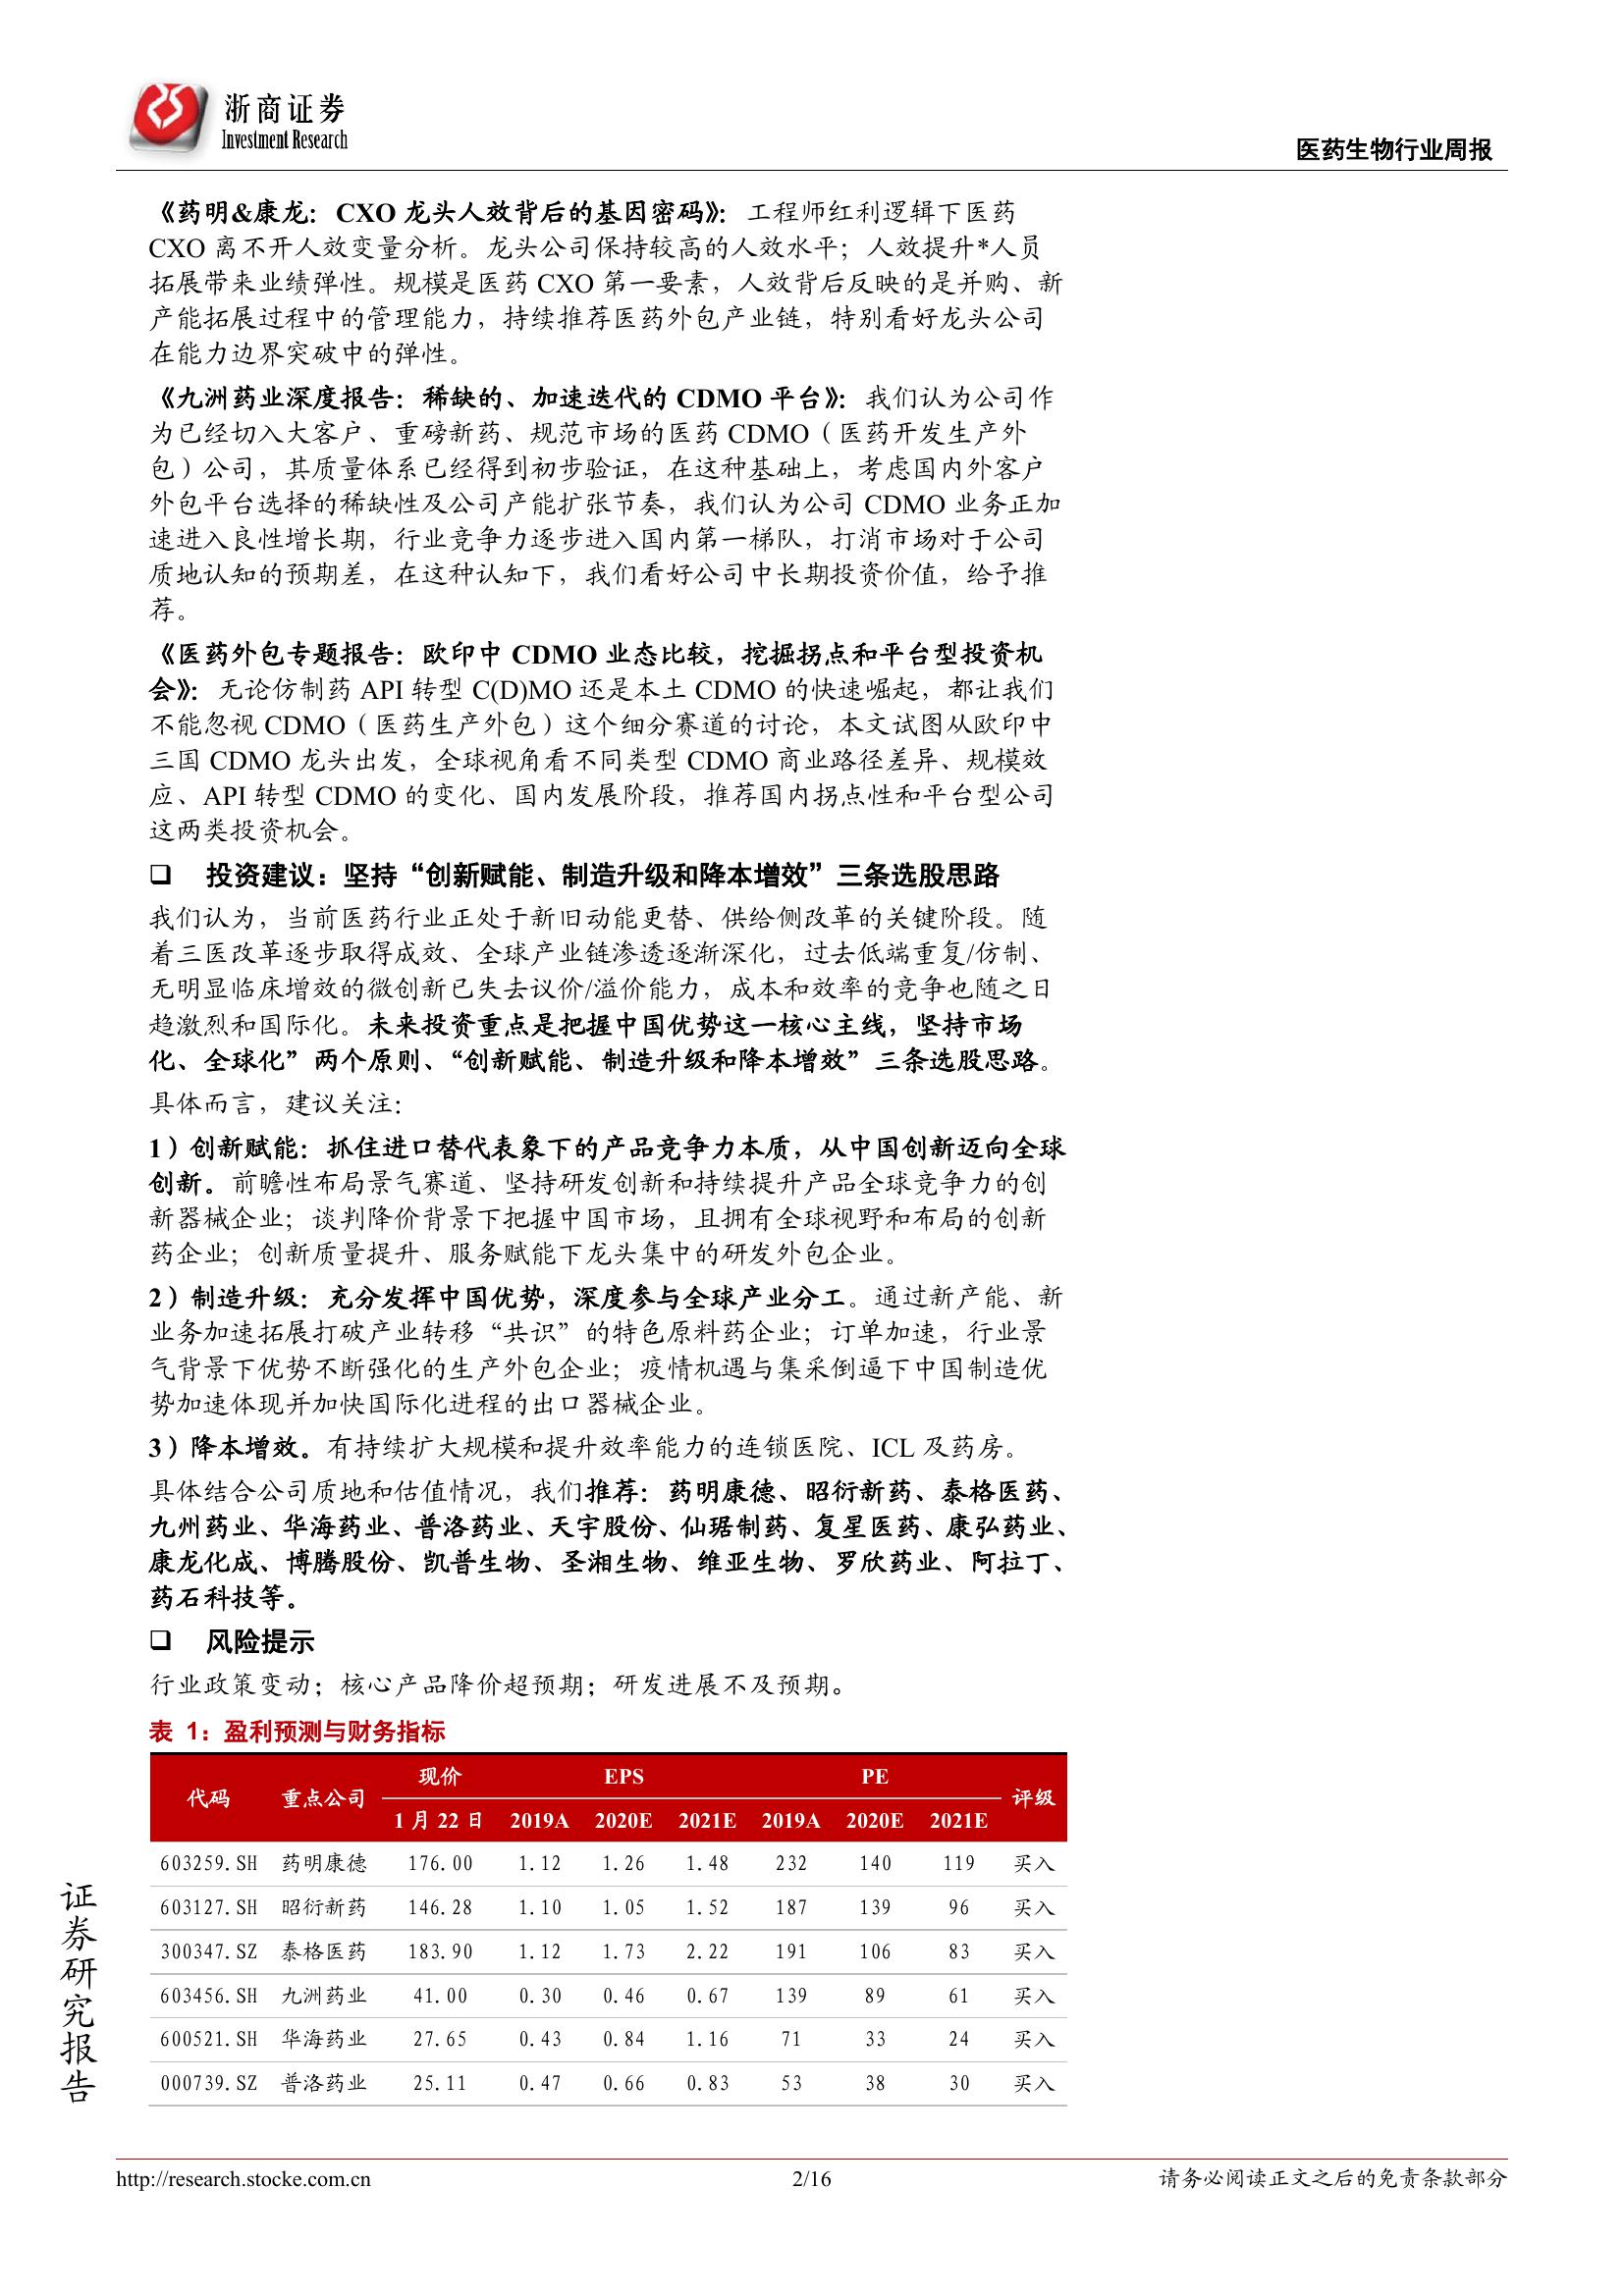 浙商证券
Investment Research
医药生物行业周报
《药明&康龙：CXO 龙头人效背后的基因密码》：工程师红利逻辑下医药
CXO 离不开人效变量分析。龙头公司保持较高的人效水平；人效提升*人员
拓展带来业绩弹性。规模是医药 CXO 第一要素，人效背后反映的是并购、新
产能拓展过程中的管理能力，持续推荐医药外包产业链，特别看好龙头公司
在能力边界突破中的弹性。
《九洲药业深度报告：稀缺的、加速迭代的 CDMO 平台》：我们认为公司作
为已经切入大客户、重磅新药、规范市场的医药 CDMO（医药开发生产外
包）公司，其质量体系已经得到初步验证，在这种基础上，考虑国内外客户
外包平台选择的稀缺性及公司产能扩张节奏，我们认为公司 CDMO 业务正加
速进入良性增长期，行业竞争力逐步进入国内第一梯队，打消市场对于公司
质地认知的预期差，在这种认知下，我们看好公司中长期投资价值，给予推
荐。
《医药外包专题报告：欧印中 CDMO 业态比较，挖掘拐点和平台型投资机
会》：无论仿制药 API 转型 C(D)MO 还是本土 CDMO 的快速崛起，都让我们
不能忽视 CDMO（医药生产外包）这个细分赛道的讨论，本文试图从欧印中
三国 CDMO 龙头出发，全球视角看不同类型 CDMO 商业路径差异、规模效
应、API 转型 CDMO 的变化、国内发展阶段，推荐国内拐点性和平台型公司
这两类投资机会。
❑ 投资建议：坚持“创新赋能、制造升级和降本增效”三条选股思路
我们认为，当前医药行业正处于新旧动能更替、供给侧改革的关键阶段。随
着三医改革逐步取得成效、全球产业链渗透逐渐深化，过去低端重复/仿制、
无明显临床增效的微创新已失去议价/溢价能力，成本和效率的竞争也随之日
趋激烈和国际化。未来投资重点是把握中国优势这一核心主线，坚持市场
化、全球化”两个原则、“创新赋能、制造升级和降本增效”三条选股思路。
具体而言，建议关注：
1）创新赋能：抓住进口替代表象下的产品竞争力本质，从中国创新迈向全球
创新。前瞻性布局景气赛道、坚持研发创新和持续提升产品全球竞争力的创
新器械企业；谈判降价背景下把握中国市场，且拥有全球视野和布局的创新
药企业；创新质量提升、服务赋能下龙头集中的研发外包企业。
2）制造升级：充分发挥中国优势，深度参与全球产业分工。通过新产能、新
业务加速拓展打破产业转移“共识”的特色原料药企业；订单加速，行业景
气背景下优势不断强化的生产外包企业；疫情机遇与集采倒逼下中国制造优
势加速体现并加快国际化进程的出口器械企业。
3）降本增效。有持续扩大规模和提升效率能力的连锁医院、ICL 及药房。
具体结合公司质地和估值情况，我们推荐：药明康德、昭衍新药、泰格医药、
九州药业、华海药业、普洛药业、天宇股份、仙琚制药、复星医药、康弘药业、
康龙化成、博腾股份、凯普生物、圣湘生物、维亚生物、罗欣药业、阿拉丁、
药石科技等。
❑ 风险提示
行业政策变动；核心产品降价超预期；研发进展不及预期。
表 1：盈利预测与财务指标
代码 重点公司 现价 EPS PE 评级
1 月 22 日 2019A 2020E 2021E 2019A 2020E 2021E
603259.SH 药明康德 176.00 1.12 1.26 1.48 232 140 119 买入
603127.SH 昭衍新药 146.28 1.10 1.05 1.52 187 139 96 买入
300347.SZ 泰格医药 183.90 1.12 1.73 2.22 191 106 83 买入
603456.SH 九洲药业 41.00 0.30 0.46 0.67 139 89 61 买入
600521.SH 华海药业 27.65 0.43 0.84 1.16 71 33 24 买入
000739.SZ 普洛药业 25.11 0.47 0.66 0.83 53 38 30 买入
证券研究报告
http://research.stocke.com.cn
2/16
请务必阅读正文之后的免责条款部分